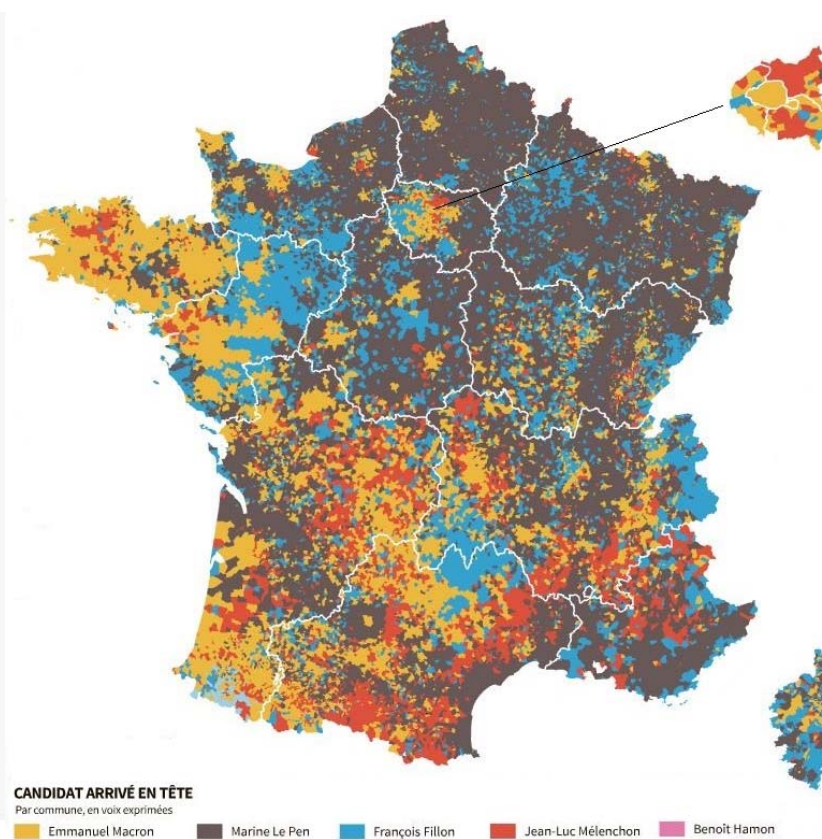 CANDIDAT ARRIVÉ EN TÊTE
Par commune, en voix exprimées
Emmanuel Macron Marine Le Pen François Fillon Jean-Luc Mélenchon Benoît Hamon